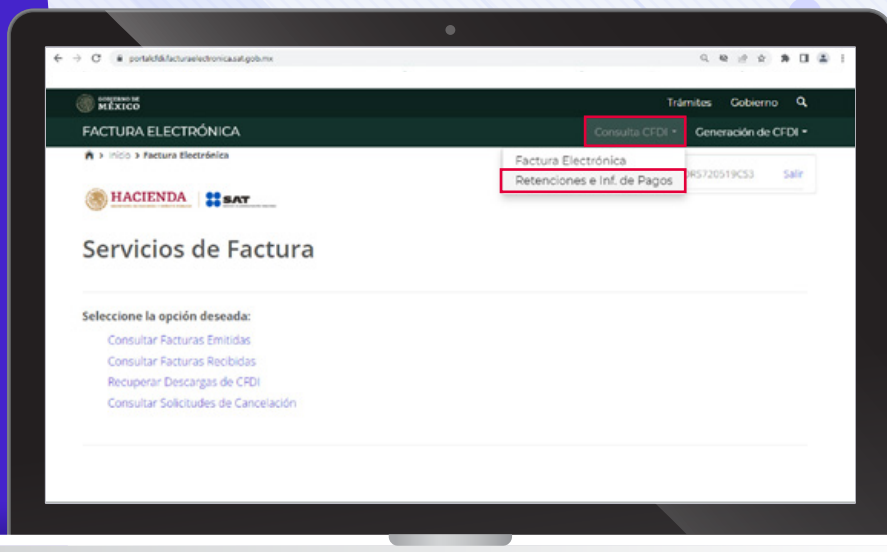 portalcfdi.facturaelectronica.sat.gob.mx
GOBIERNO DE
MÉXICO
Trámites Gobierno
FACTURA ELECTRÓNICA
Consulta CFDI Generación de CFDI
Inicio > Factura Electrónica
Factura Electrónica
Retenciones e Inf. de Pagos
Salir
HACIENDA
SAT
Servicios de Factura
Seleccione la opción deseada:
Consultar Facturas Emitidas
Consultar Facturas Recibidas
Recuperar Descargas de CFDI
Consultar Solicitudes de Cancelación